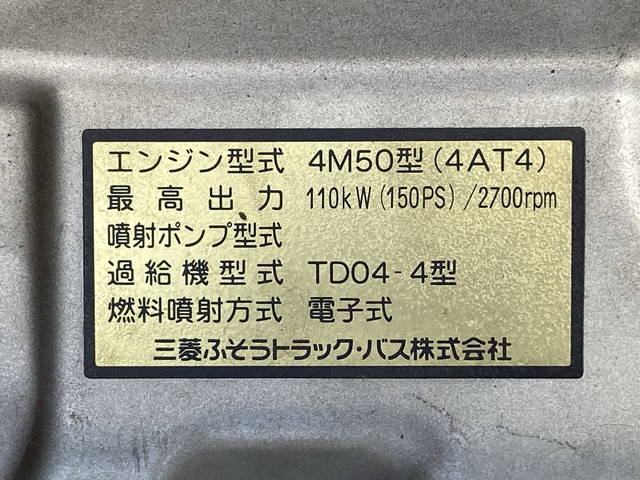 エンジン型式 4M50型(4AT4)
最高出力 110kW(150PS)/2700rpm
噴射ポンプ型式
過給機型式 TD04-4型
燃料噴射方式 電子式
三菱ふそうトラック・バス株式会社